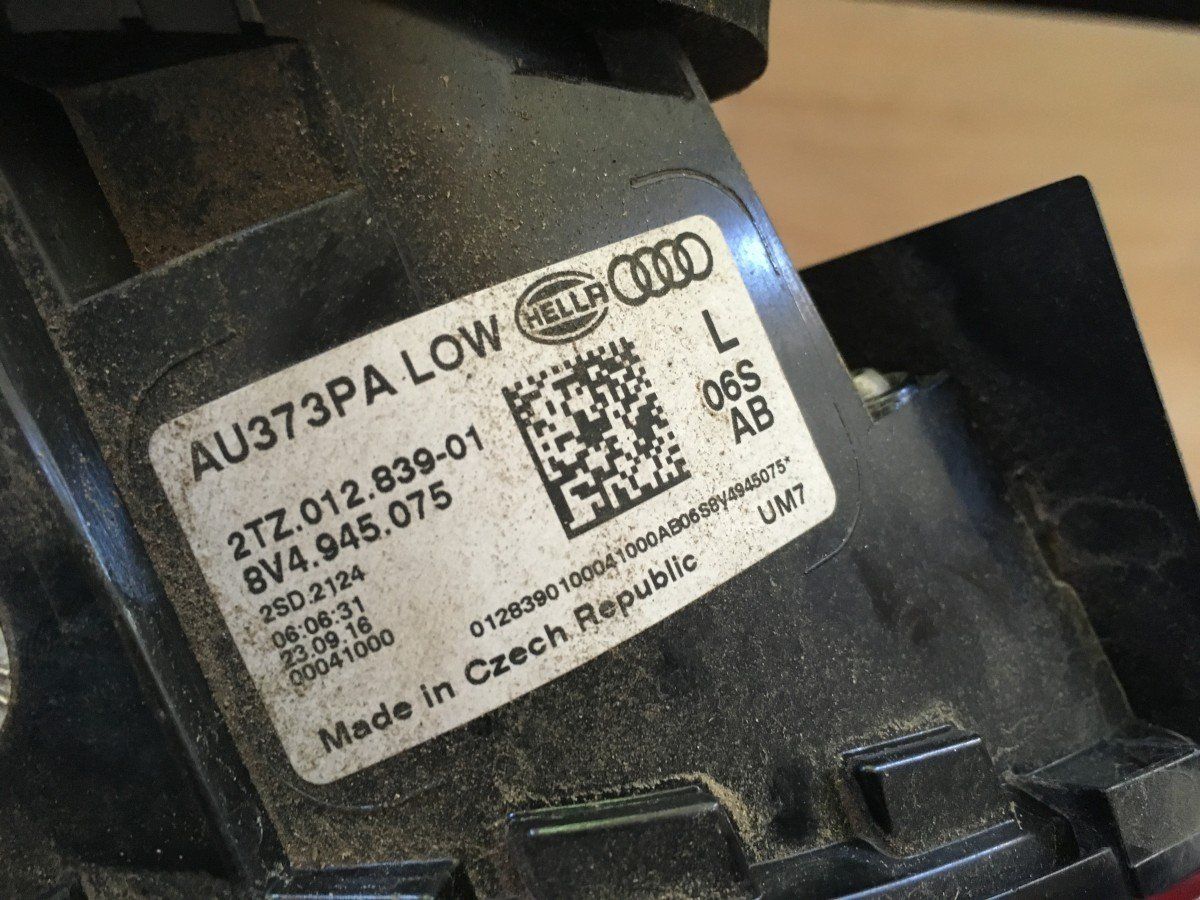 AU373PA LOW
HELLA
L
06S
AB
2TZ.012.839-01
8V4.945.075
2SD.2124
06:06:31
23.09.16
00041000
01283901000041000AB06S8V4945075*
UM7
Made in Czech Republic